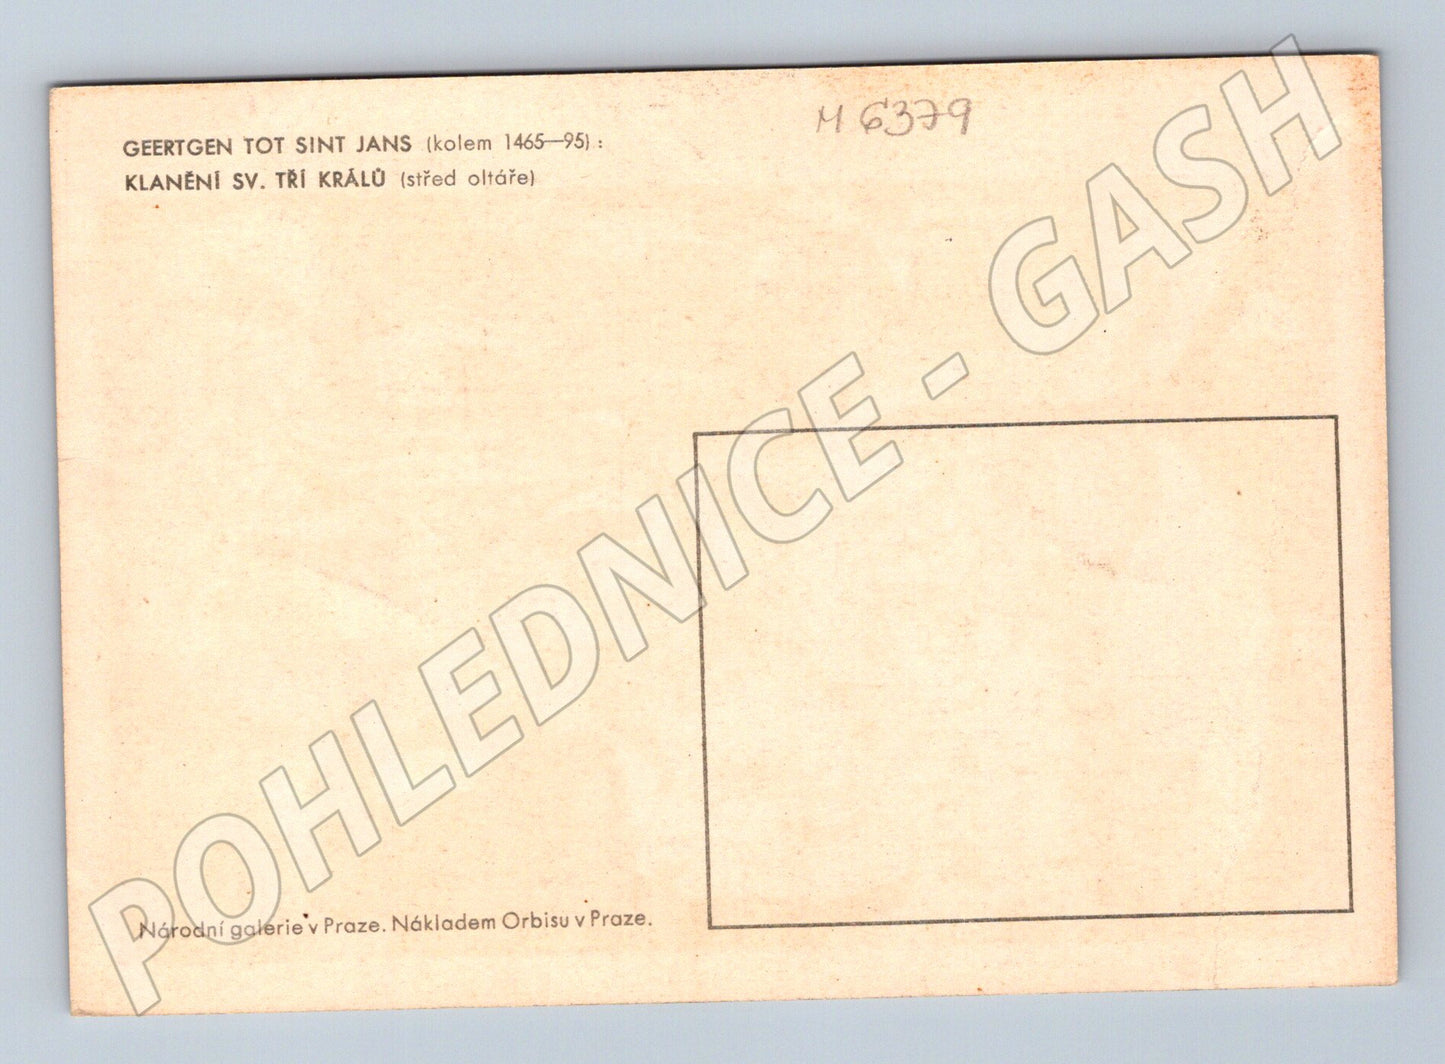 M 6379
GEERTGEN TOT SINT JANS (kolem 1465—95) :
KLANĚNÍ SV. TŘÍ KRÁLŮ (střed oltáře)
POHLEDNICE - GASH
Národní galérie v Praze. Nákladem Orbisu v Praze.